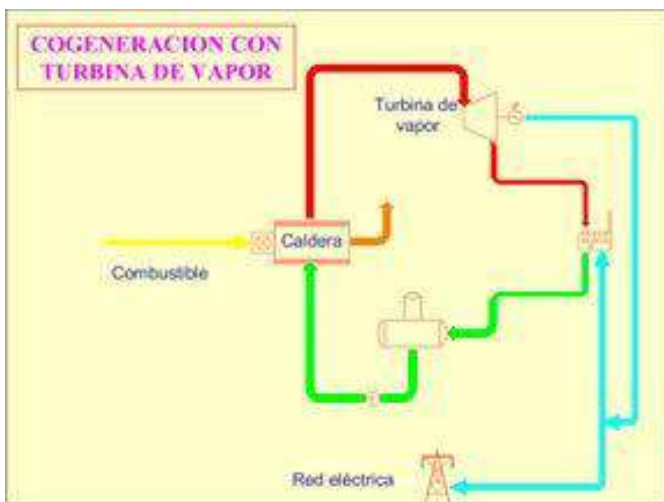 COGENERACION CON
TURBINA DE VAPOR
Turbina de
vapor
Caldera
Combustible
Red eléctrica